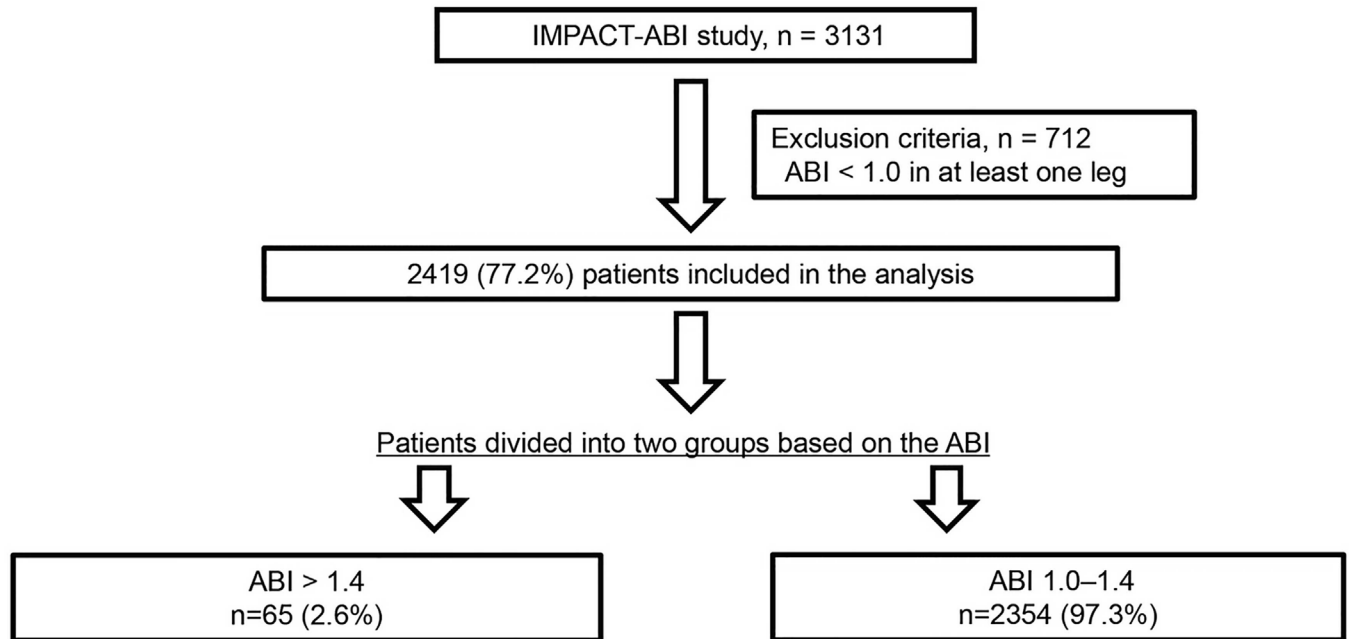 IMPACT-ABI study, n = 3131
Exclusion criteria, n = 712
ABI < 1.0 in at least one leg
2419 (77.2%) patients included in the analysis
Patients divided into two groups based on the ABI
ABI > 1.4
n=65 (2.6%)
ABI 1.0–1.4
n=2354 (97.3%)